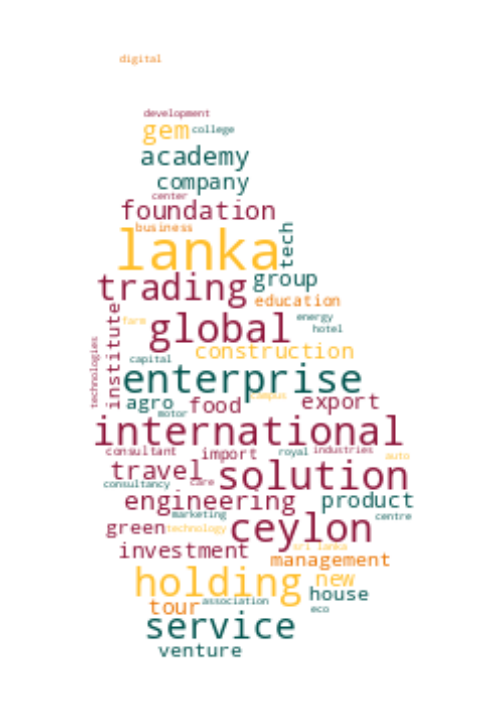 digital
development
gem college
academy
company
center
foundation
business
lanka tech
trading group
education
institute farm global energy
hotel
technologies construction
capital
enterprise
campus
agro food export
motor
international
consultant import royal industries
auto
travel solution
consultancy care
engineering product
marketing centre
green technology ceylon
investment sri lanka
management
holding new
tour association house
eco
service
venture